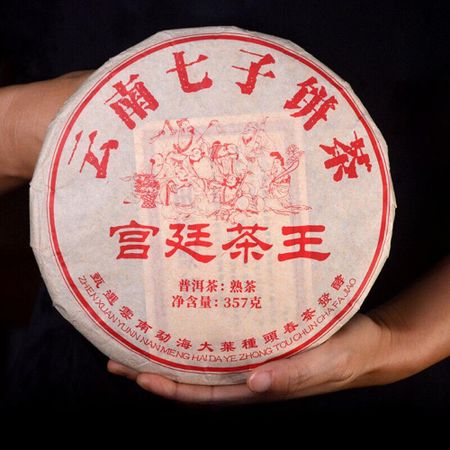 云南七子饼茶
宫廷茶王
普洱茶:熟茶
净含量:357克
甄選雲南勐海大葉種頭春茶發酵
ZHEN XUAN YUNN NAN MENG HAI DA YE ZHONG TOU CHUN CHA FA JIAO